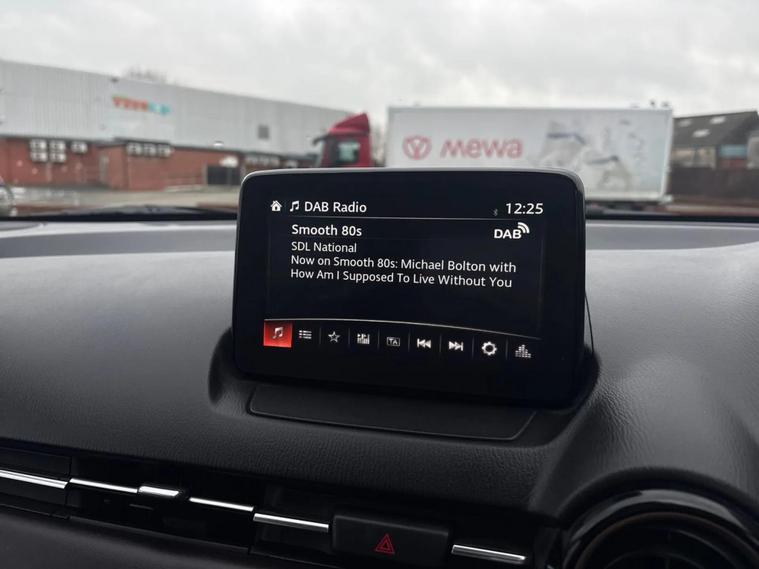 mewa
DAB Radio
12:25
Smooth 80s
DAB
SDL National
Now on Smooth 80s: Michael Bolton with
How Am I Supposed To Live Without You
TA